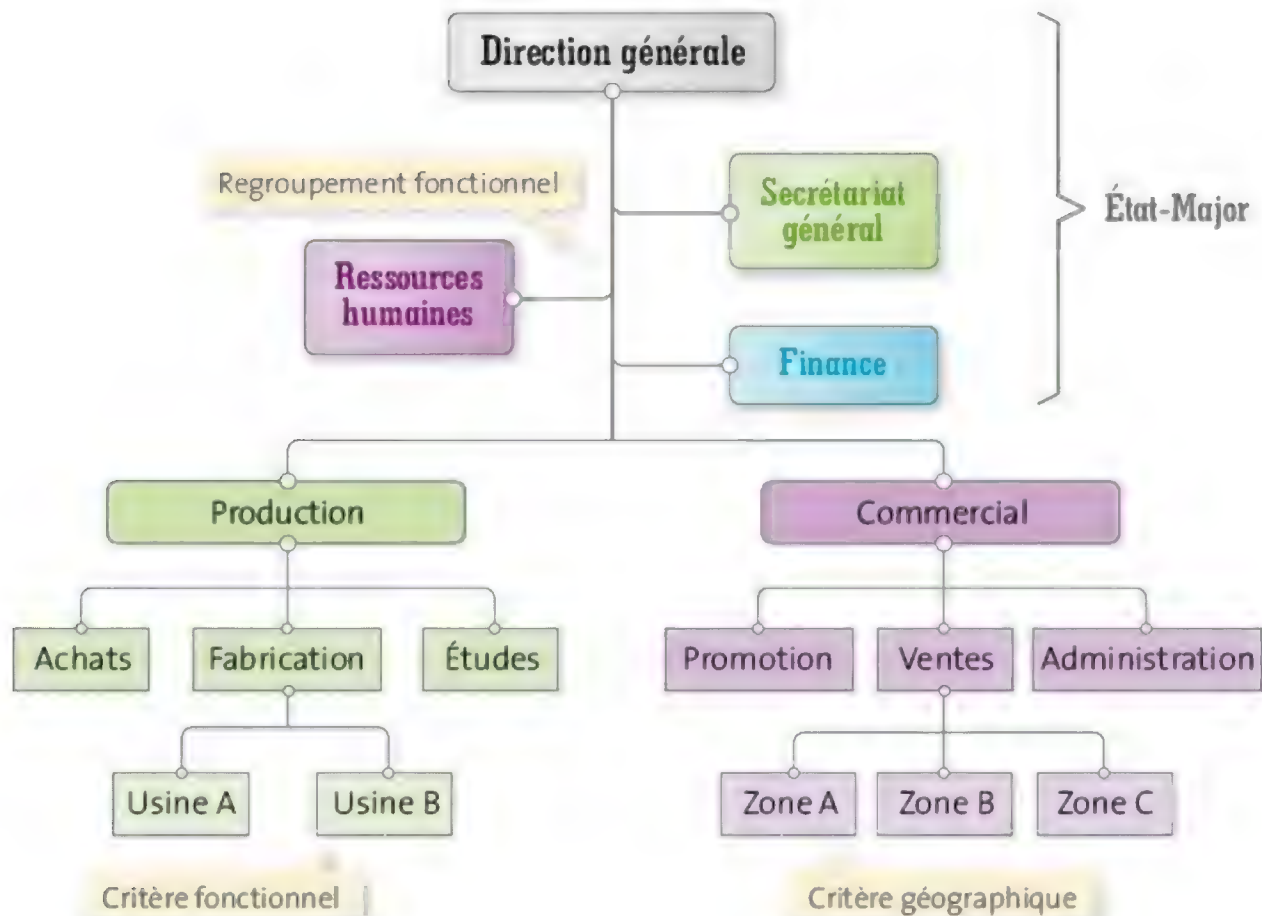 Direction générale
Regroupement fonctionnel
Secrétariat
général
État-Major
Ressources
humaines
Finance
Production
Commercial
Achats
Fabrication
Études
Promotion
Ventes
Administration
Usine A
Usine B
Zone A
Zone B
Zone C
Critère fonctionnel
Critère géographique